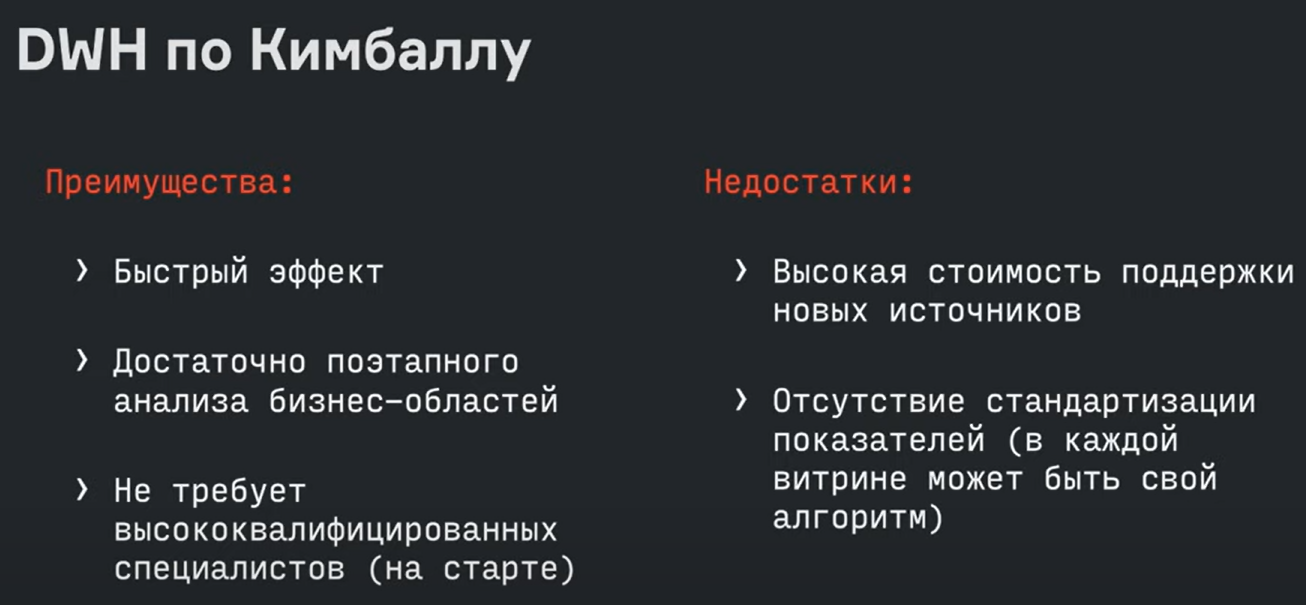 DWH по Кимбаллу
Преимущества:
› Быстрый эффект
› Достаточно поэтапного
анализа бизнес-областей
› Не требует
высококвалифицированных
специалистов (на старте)
Недостатки:
› Высокая стоимость поддержки
новых источников
› Отсутствие стандартизации
показателей (в каждой
витрине может быть свой
алгоритм)